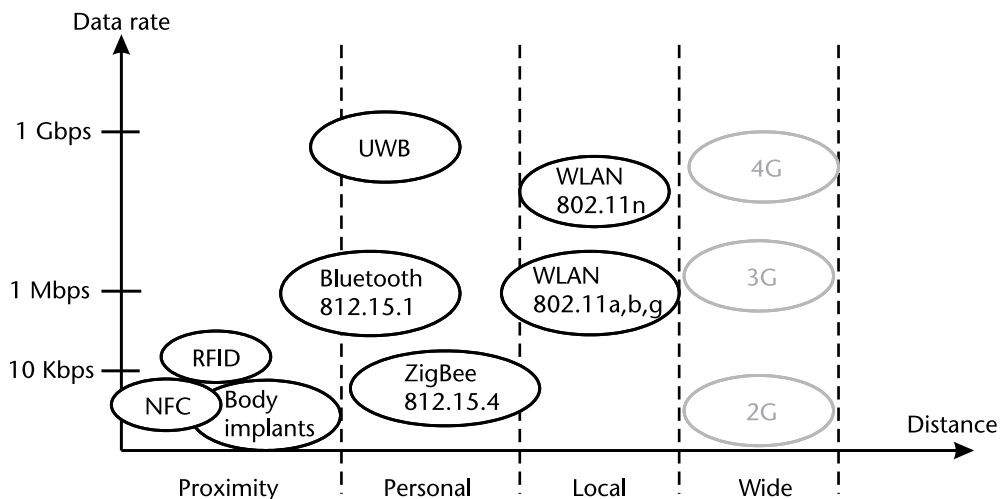 Data rate
1 Gbps
UWB
4G
WLAN
802.11n
1 Mbps
Bluetooth
812.15.1
WLAN
802.11a,b,g
3G
10 Kbps
RFID
ZigBee
812.15.4
NFC
Body
implants
2G
Distance
Proximity
Personal
Local
Wide